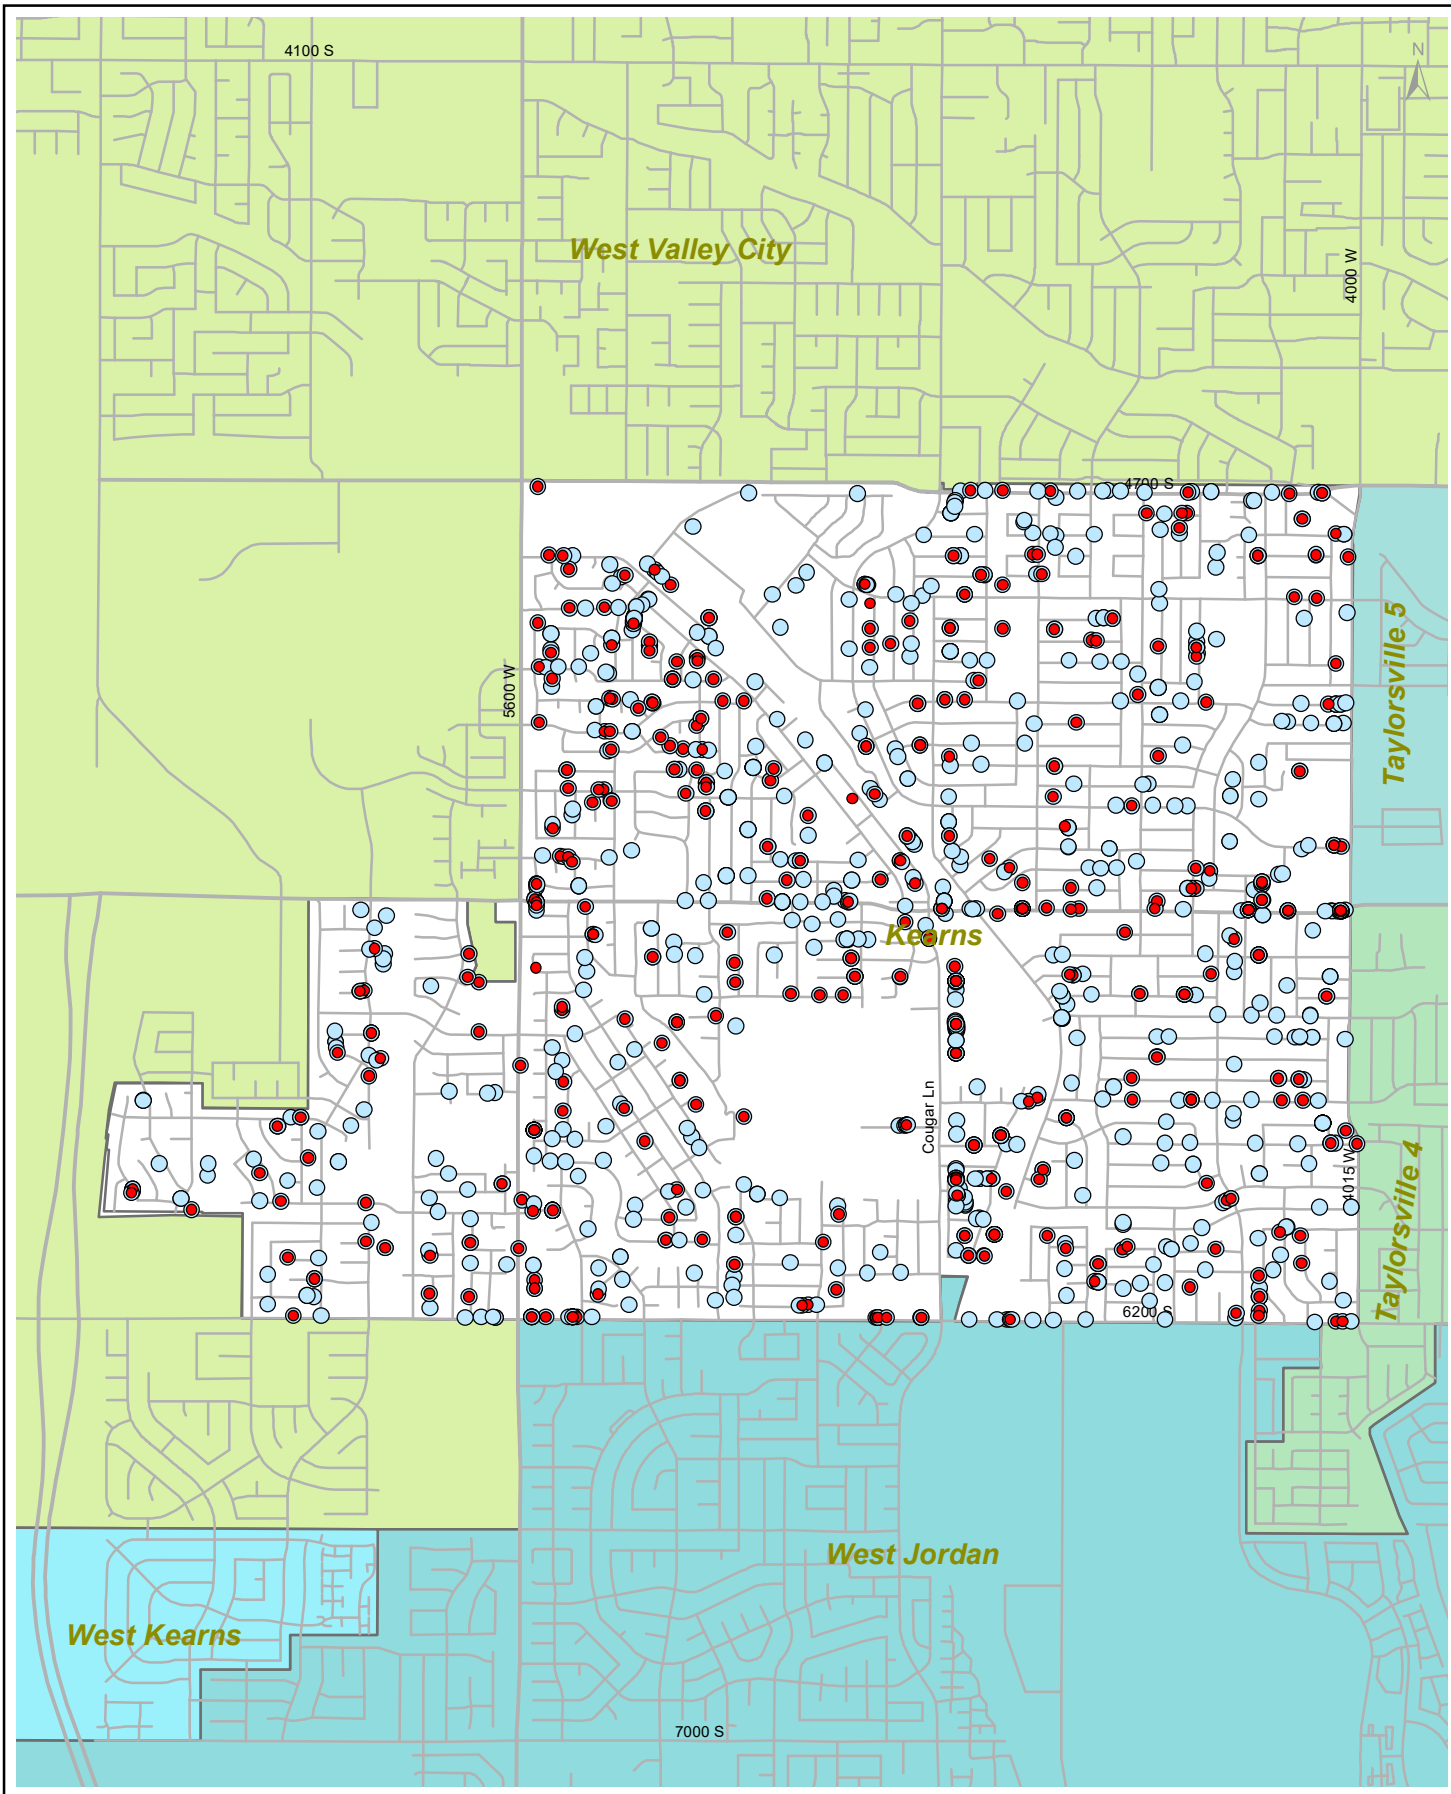 4100 S
N
West Valley City
4000 W
4700 S
Taylorsville 5
5600 W
Kearns
Cougar Ln
4015 W
Taylorsville 4
6200 S
West Jordan
West Kearns
7000 S